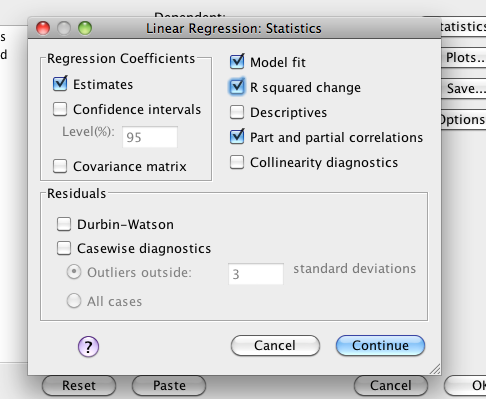 Dependent:
Linear Regression: Statistics
s
d
tatistics
Plots...
Save...
Options
Regression Coefficients
Estimates
Confidence intervals
Level(%): 95
Covariance matrix
Model fit
R squared change
Descriptives
Part and partial correlations
Collinearity diagnostics
Residuals
Durbin-Watson
Casewise diagnostics
Outliers outside: 3 standard deviations
All cases
? Cancel Continue
Reset Paste Cancel OK